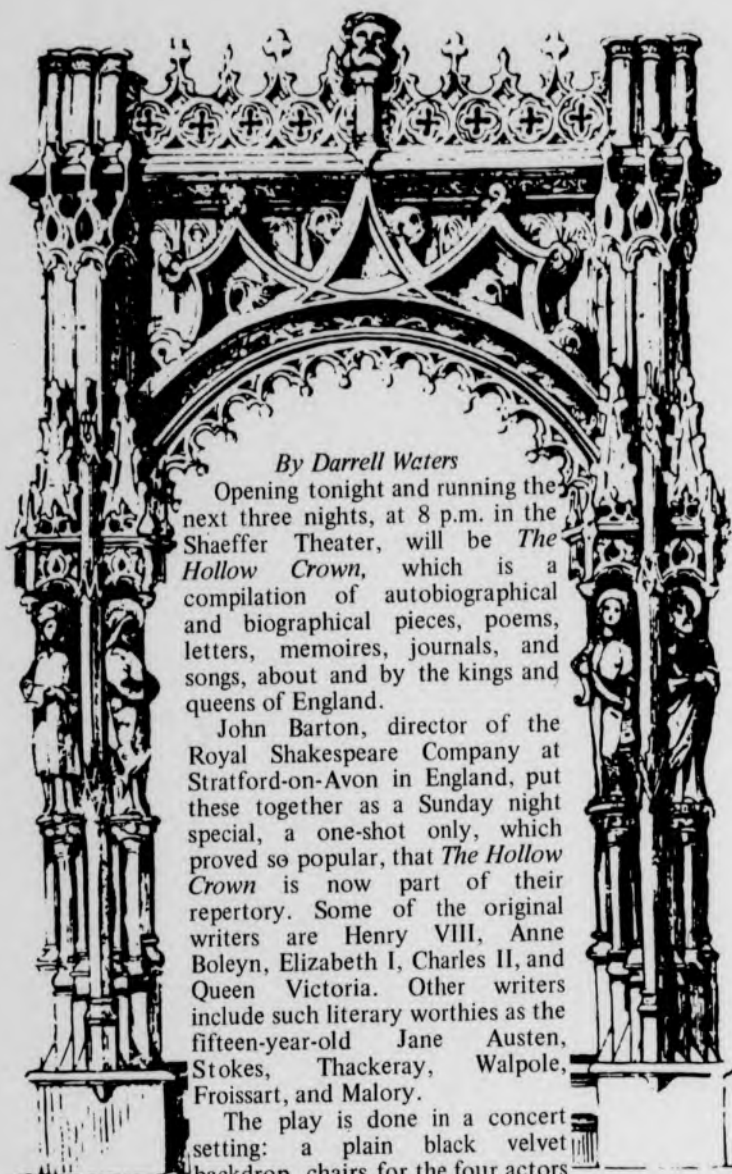 By Darrell Waters
Opening tonight and running the
next three nights, at 8 p.m. in the
Shaeffer Theater, will be The
Hollow Crown, which is a
compilation of autobiographical
and biographical pieces, poems,
letters, memoires, journals, and
songs, about and by the kings and
queens of England.
John Barton, director of the
Royal Shakespeare Company at
Stratford-on-Avon in England, put
these together as a Sunday night
special, a one-shot only, which
proved so popular, that The Hollow
Crown is now part of their
repertory. Some of the original
writers are Henry VIII, Anne
Boleyn, Elizabeth I, Charles II, and
Queen Victoria. Other writers
include such literary worthies as the
fifteen-year-old Jane Austen,
Stokes, Thackeray, Walpole,
Froissart, and Malory.
The play is done in a concert
setting: a plain black velvet
backdrop, chairs for the four actors